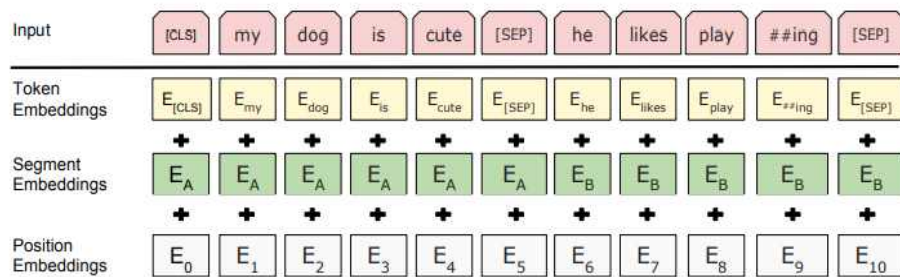 Input [CLS] my dog is cute [SEP] he likes play ##ing [SEP]
Token Embeddings E[CLS] Emy Edog Eis Ecute E[SEP] Ehe Elikes Eplay E##ing E[SEP]
+ + + + + + + + + + +
Segment Embeddings EA EA EA EA EA EA EB EB EB EB EB
+ + + + + + + + + + +
Position Embeddings E0 E1 E2 E3 E4 E5 E6 E7 E8 E9 E10